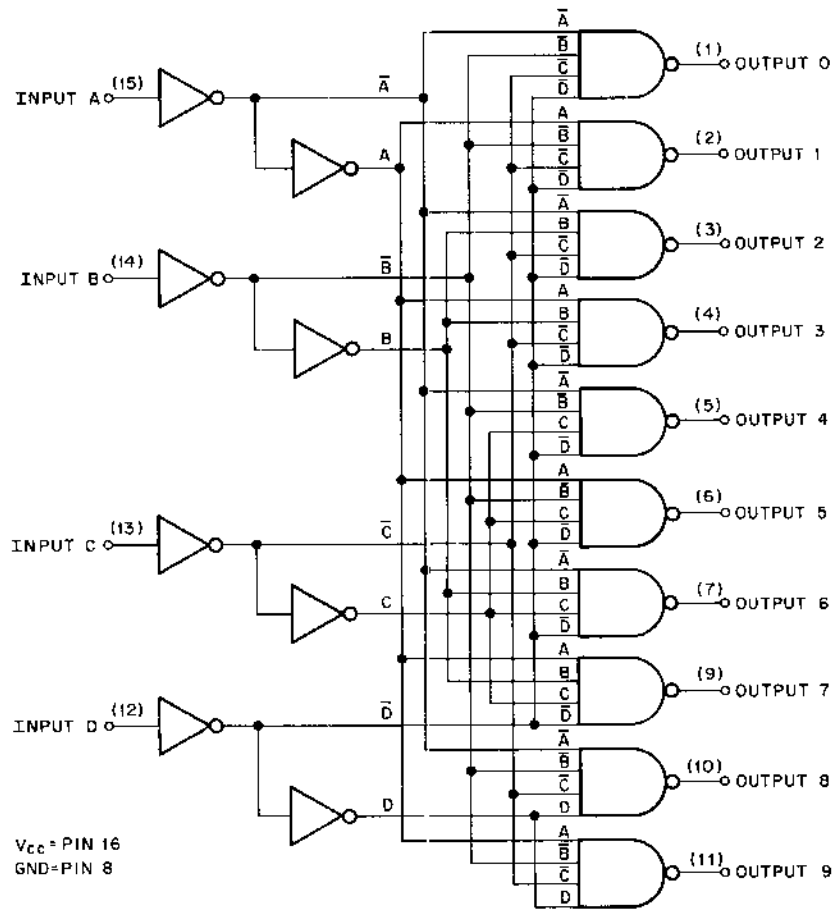 A̅
B̅
C̅
D̅
(1)
OUTPUT 0
(15)
INPUT A
A̅
A
A
B̅
C̅
D̅
(2)
OUTPUT 1
A̅
B
C̅
D̅
(3)
OUTPUT 2
(14)
INPUT B
B̅
B
A
B
C̅
D̅
(4)
OUTPUT 3
A̅
B̅
C
D̅
(5)
OUTPUT 4
A
B̅
C
D̅
(6)
OUTPUT 5
(13)
INPUT C
C̅
C
A̅
B
C
D̅
(7)
OUTPUT 6
A
B
C
D̅
(9)
OUTPUT 7
(12)
INPUT D
D̅
D
A̅
B̅
C̅
D
(10)
OUTPUT 8
A
B̅
C̅
D
(11)
OUTPUT 9
VCC=PIN 16
GND=PIN 8